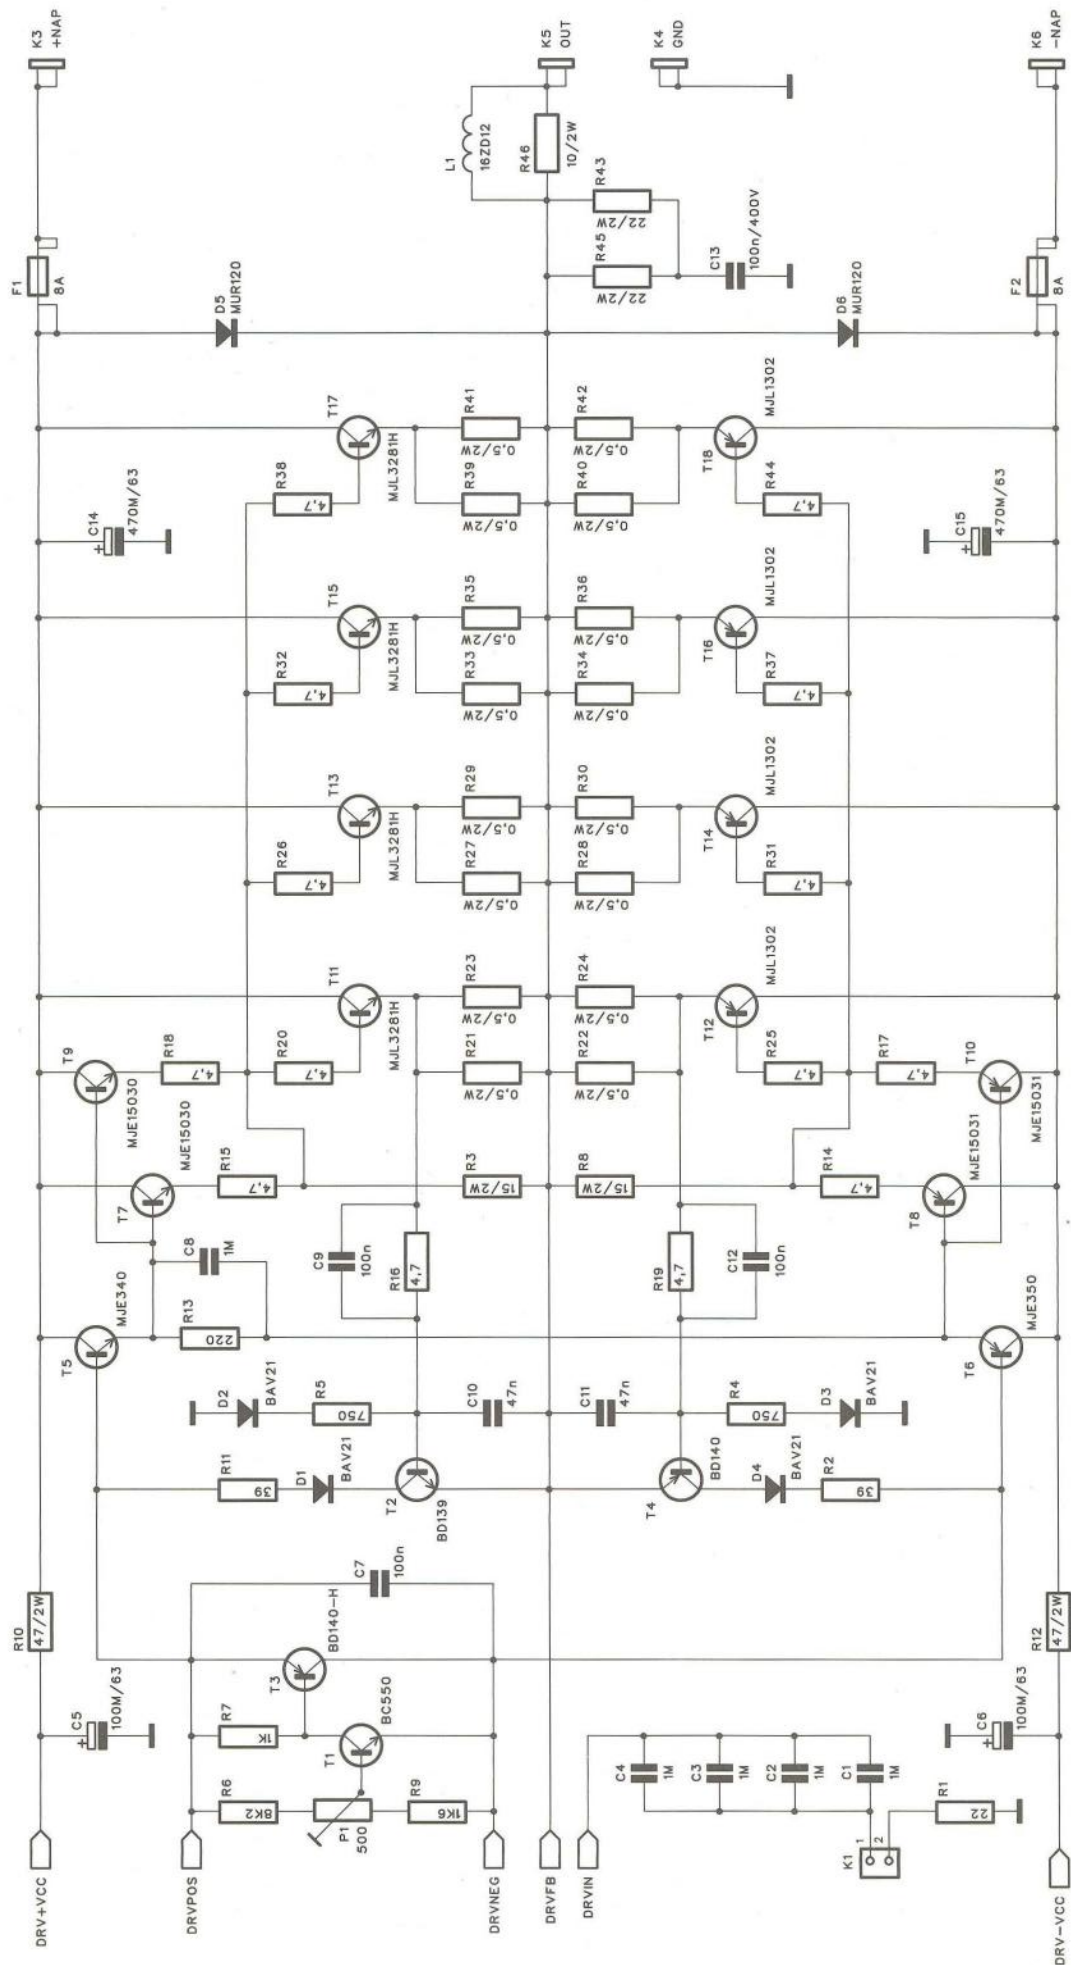 K3
+NAP
K5
OUT
K4
GND
K6
-NAP
L1
16ZD12
R46
10/2W
R43
22/2W
R45
22/2W
C13
100n/400V
F1
8A
F2
8A
D5
MUR120
D6
MUR120
T17
MJL3281H
R38
4,7
R41
0,5/2W
R39
0,5/2W
R42
0,5/2W
R40
0,5/2W
T18
MJL1302
R44
4,7
C14
+
470M/63
C15
+
470M/63
T15
MJL3281H
R32
4,7
R35
0,5/2W
R33
0,5/2W
R36
0,5/2W
R34
0,5/2W
T16
MJL1302
R37
4,7
T13
MJL3281H
R26
4,7
R29
0,5/2W
R27
0,5/2W
R30
0,5/2W
R28
0,5/2W
T14
MJL1302
R31
4,7
T11
MJL3281H
R20
4,7
R23
0,5/2W
R21
0,5/2W
R24
0,5/2W
R22
0,5/2W
T12
MJL1302
R25
4,7
T9
MJE15030
R18
4,7
R17
4,7
T10
MJE15031
T7
MJE15030
R15
4,7
R3
15/2W
R8
15/2W
R14
4,7
T8
MJE15031
C8
1M
C9
100n
R16
4,7
R19
4,7
C12
100n
T5
MJE340
R13
220
T6
MJE350
D2
BAV21
R5
750
C10
47n
C11
47n
R4
750
D3
BAV21
R11
39
D1
BAV21
T2
BD139
T4
BD140
D4
BAV21
R2
39
C7
100n
R10
47/2W
R12
47/2W
T3
BD140-H
C5
+
100M/63
R7
1K
T1
BC550
R6
8K2
P1
500
R9
1K6
C4
1M
C3
1M
C2
1M
C1
1M
C6
+
100M/63
R1
22
K1
1
2
DRV+VCC
DRVPOS
DRVNEG
DRVFB
DRVIN
DRV-VCC